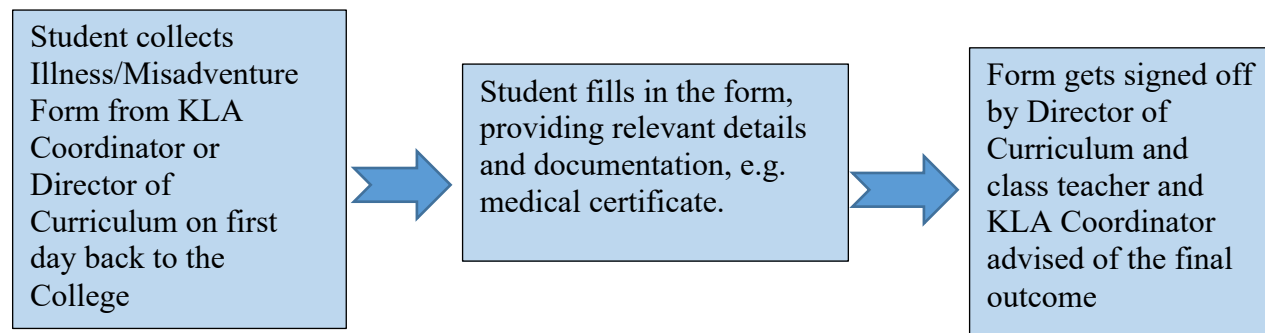 Student collects
Illness/Misadventure
Form from KLA
Coordinator or
Director of
Curriculum on first
day back to the
College
Student fills in the form,
providing relevant details
and documentation, e.g.
medical certificate.
Form gets signed off
by Director of
Curriculum and
class teacher and
KLA Coordinator
advised of the final
outcome